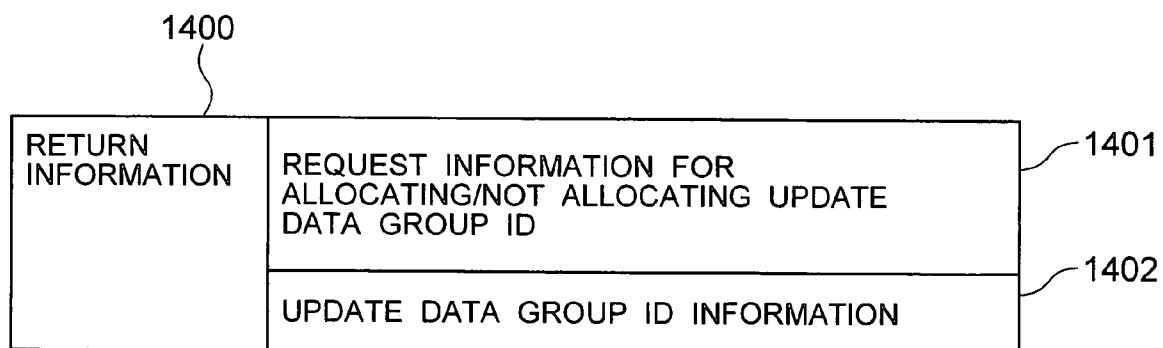 1400
RETURN
INFORMATION
REQUEST INFORMATION FOR
ALLOCATING/NOT ALLOCATING UPDATE
DATA GROUP ID
1401
UPDATE DATA GROUP ID INFORMATION
1402